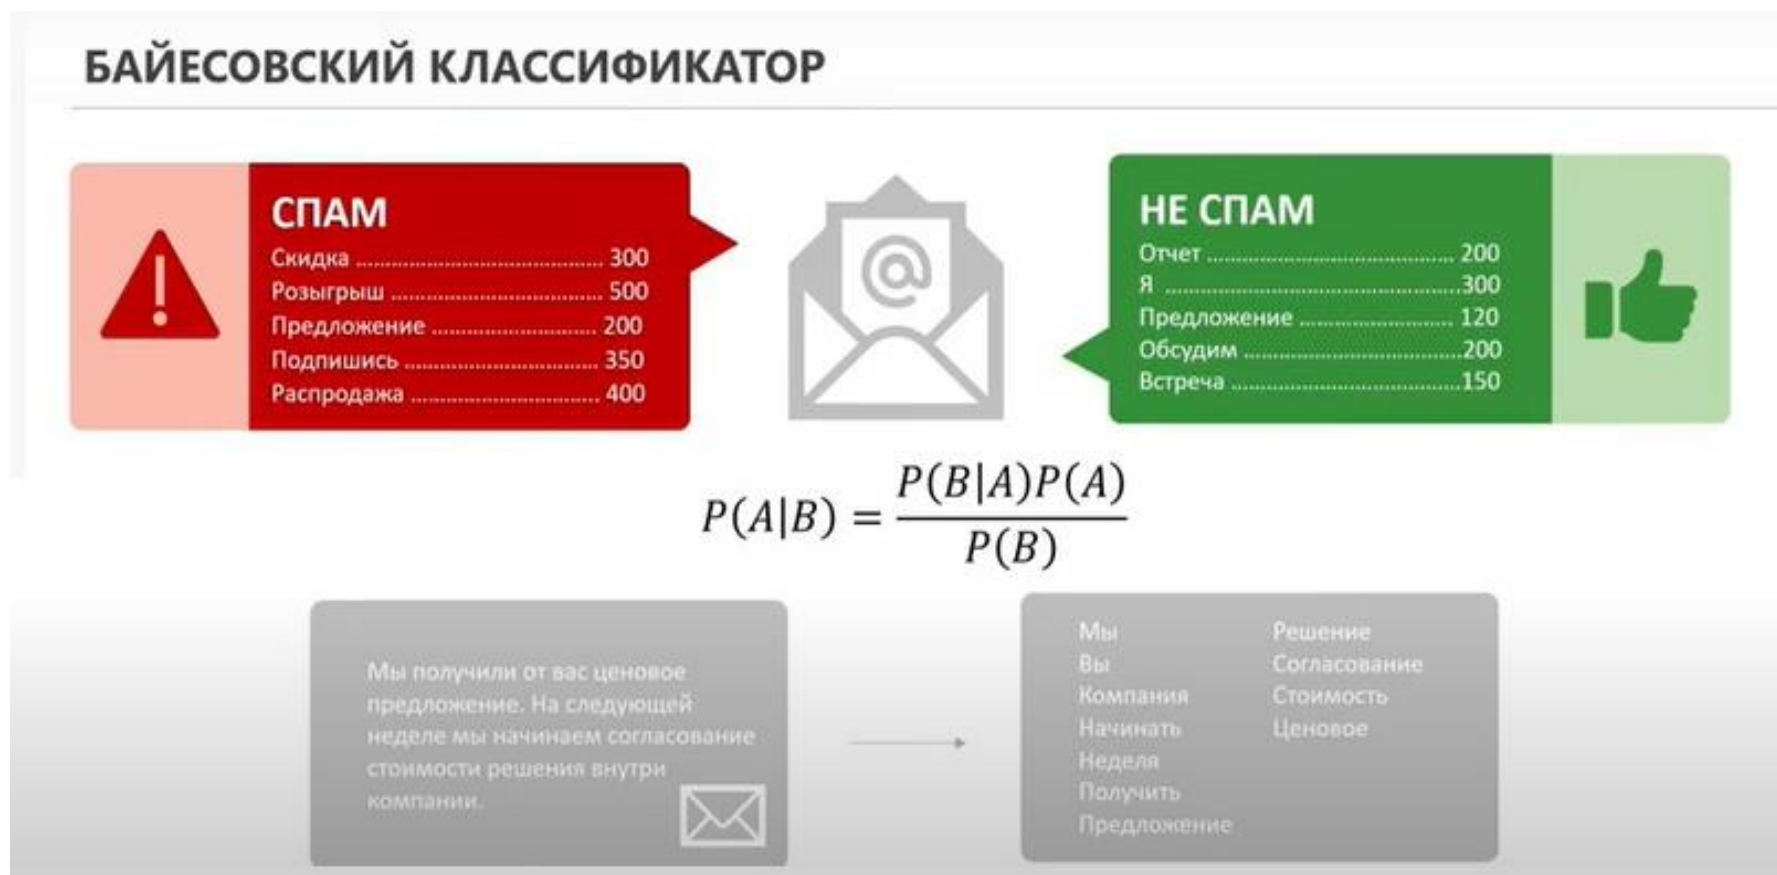 БАЙЕСОВСКИЙ КЛАССИФИКАТОР
СПАМ
Скидка ........................................ 300
Розыгрыш ................................... 500
Предложение ........................... 200
Подпишись ................................ 350
Распродажа ............................... 400
@
НЕ СПАМ
Отчет ........................................ 200
Я ................................................300
Предложение ......................... 120
Обсудим ...................................200
Встреча .....................................150
P(A|B) = P(B|A)P(A) / P(B)
Мы получили от вас ценовое
предложение. На следующей
неделе мы начинаем согласование
стоимости решения внутри
компании.
Мы
Вы
Компания
Начинать
Неделя
Получить
Предложение
Решение
Согласование
Стоимость
Ценовое